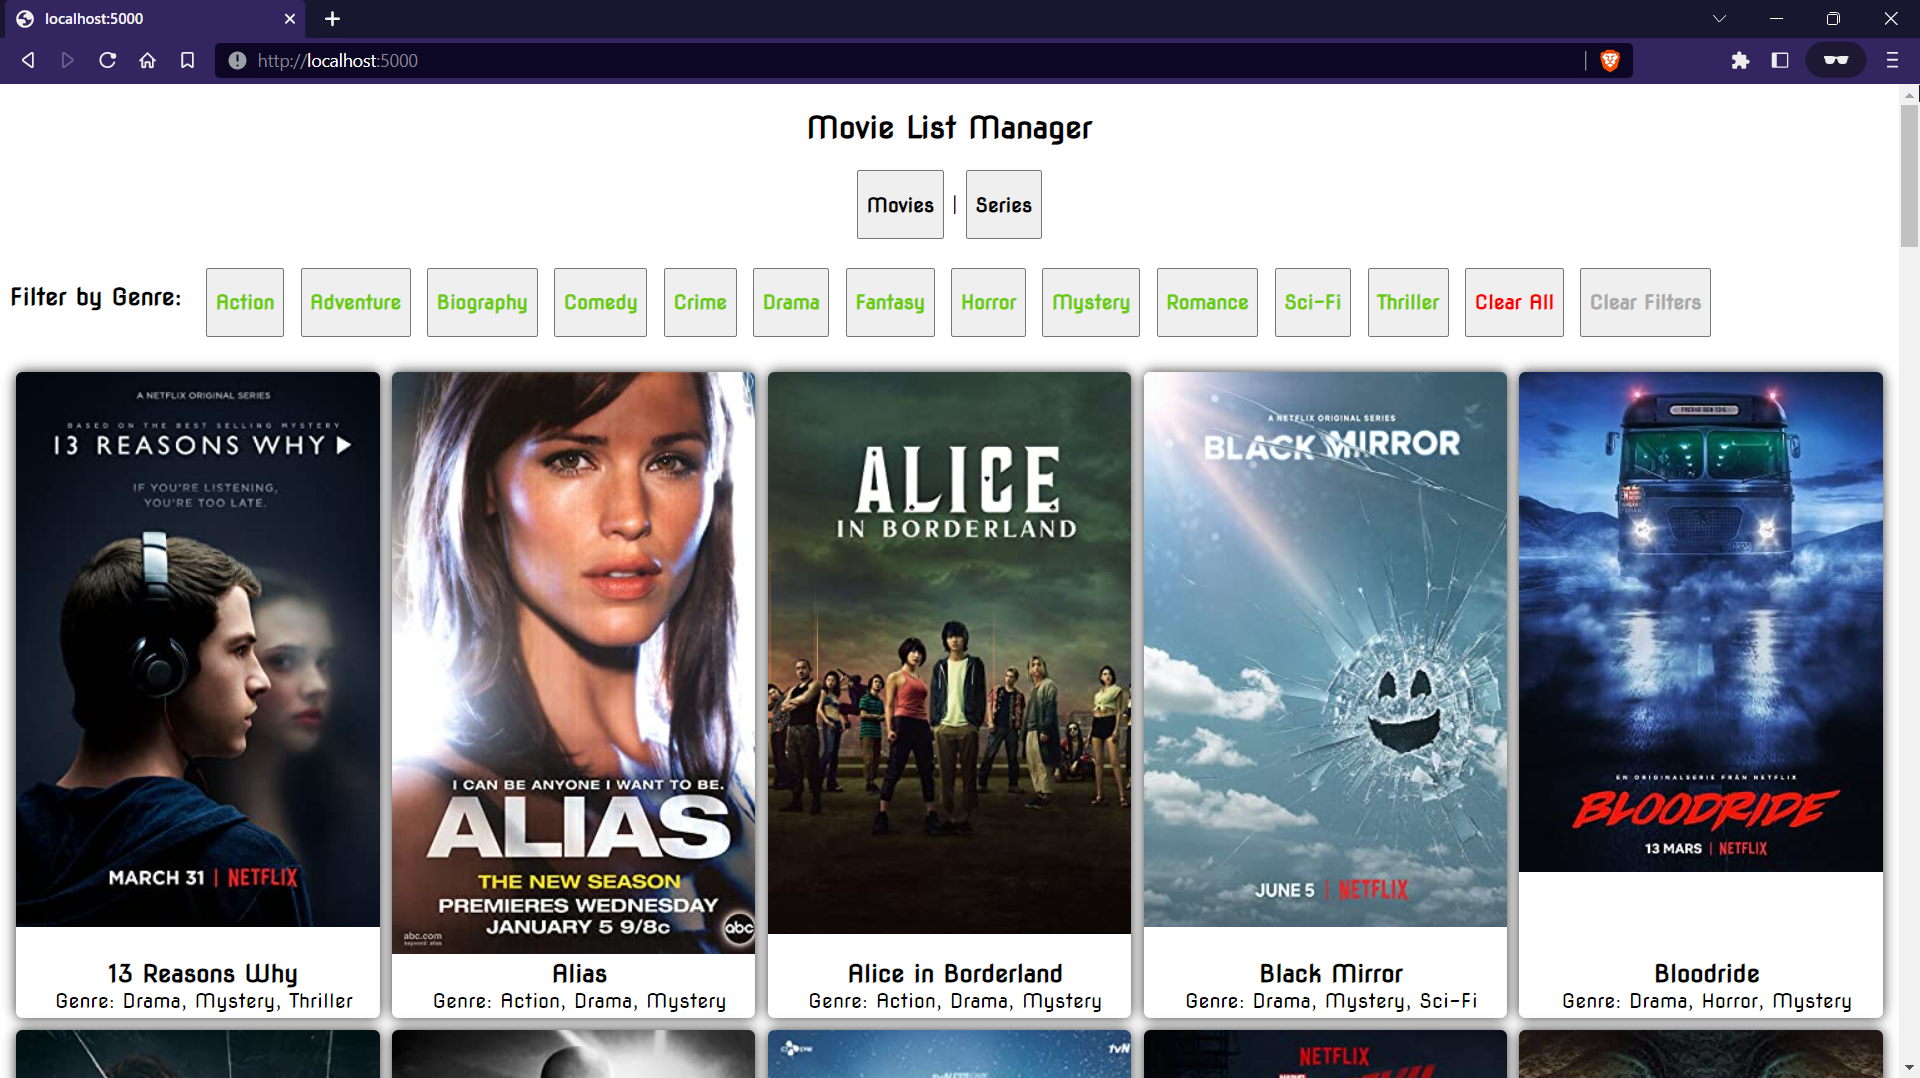 localhost:5000
http://localhost:5000
Movie List Manager
Movies | Series
Filter by Genre: Action Adventure Biography Comedy Crime Drama Fantasy Horror Mystery Romance Sci-Fi Thriller Clear All Clear Filters
A NETFLIX ORIGINAL SERIES
BASED ON THE BEST SELLING MYSTERY
13 REASONS WHY
IF YOU'RE LISTENING,
YOU'RE TOO LATE.
MARCH 31 | NETFLIX
13 Reasons Why
Genre: Drama, Mystery, Thriller
I CAN BE ANYONE I WANT TO BE.
ALIAS
THE NEW SEASON
PREMIERES WEDNESDAY
JANUARY 5 9/8c
abc
abc.com
keyword: alias
Alias
Genre: Action, Drama, Mystery
ALICE
IN BORDERLAND
Alice in Borderland
Genre: Action, Drama, Mystery
A NETFLIX ORIGINAL SERIES
BLACK MIRROR
JUNE 5 | NETFLIX
Black Mirror
Genre: Drama, Mystery, Sci-Fi
EN ORIGINALSERIE FRÅN NETFLIX
BLOODRIDE
13 MARS | NETFLIX
Bloodride
Genre: Drama, Horror, Mystery
tvN
NETFLIX